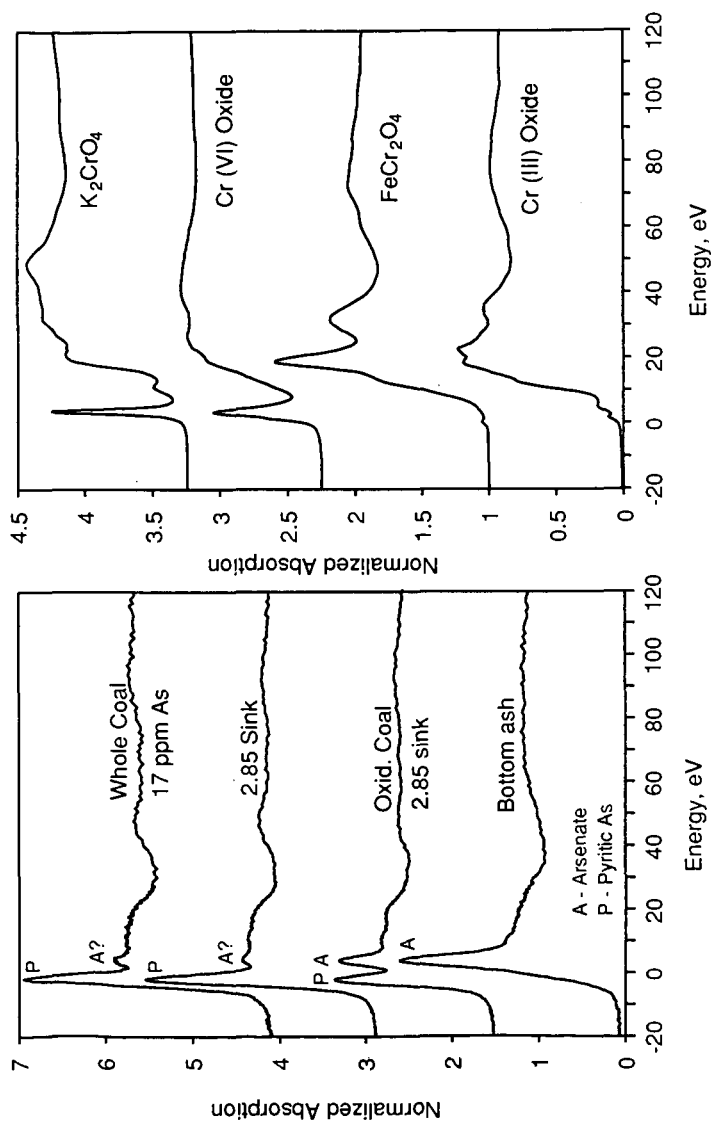 7
6
5
4
3
2
1
0
Normalized Absorption
-20
0
20
40
60
80
100
120
Energy, eV
P
A?
Whole Coal
17 ppm As
P
A?
2.85 Sink
P
A
Oxid. Coal
2.85 sink
A
Bottom ash
A - Arsenate
P - Pyritic As
4.5
4
3.5
3
2.5
2
1.5
1
0.5
0
Normalized Absorption
-20
0
20
40
60
80
100
120
Energy, eV
K₂CrO₄
Cr (VI) Oxide
FeCr₂O₄
Cr (III) Oxide